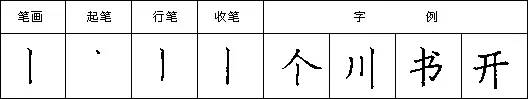 笔画 起笔 行笔 收笔 字 例
丨 丶 丨 丨 个 川 书 开